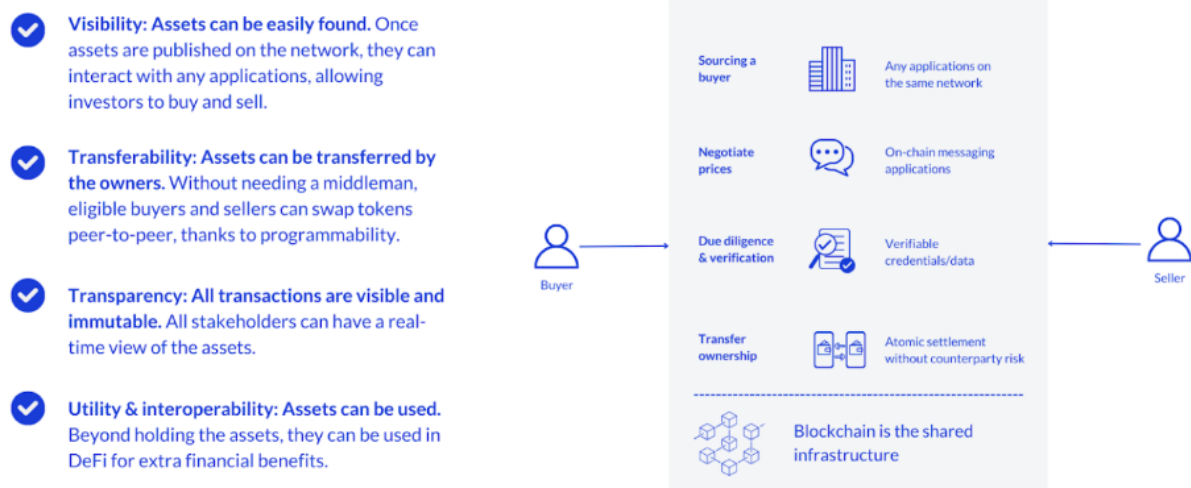 Visibility: Assets can be easily found. Once
assets are published on the network, they can
interact with any applications, allowing
investors to buy and sell.
Transferability: Assets can be transferred by
the owners. Without needing a middleman,
eligible buyers and sellers can swap tokens
peer-to-peer, thanks to programmability.
Transparency: All transactions are visible and
immutable. All stakeholders can have a real-
time view of the assets.
Utility & interoperability: Assets can be used.
Beyond holding the assets, they can be used in
DeFi for extra financial benefits.
Buyer
Sourcing a
buyer
Any applications on
the same network
Negotiate
prices
On-chain messaging
applications
Due diligence
& verification
Verifiable
credentials/data
Transfer
ownership
Atomic settlement
without counterparty risk
Blockchain is the shared
infrastructure
Seller